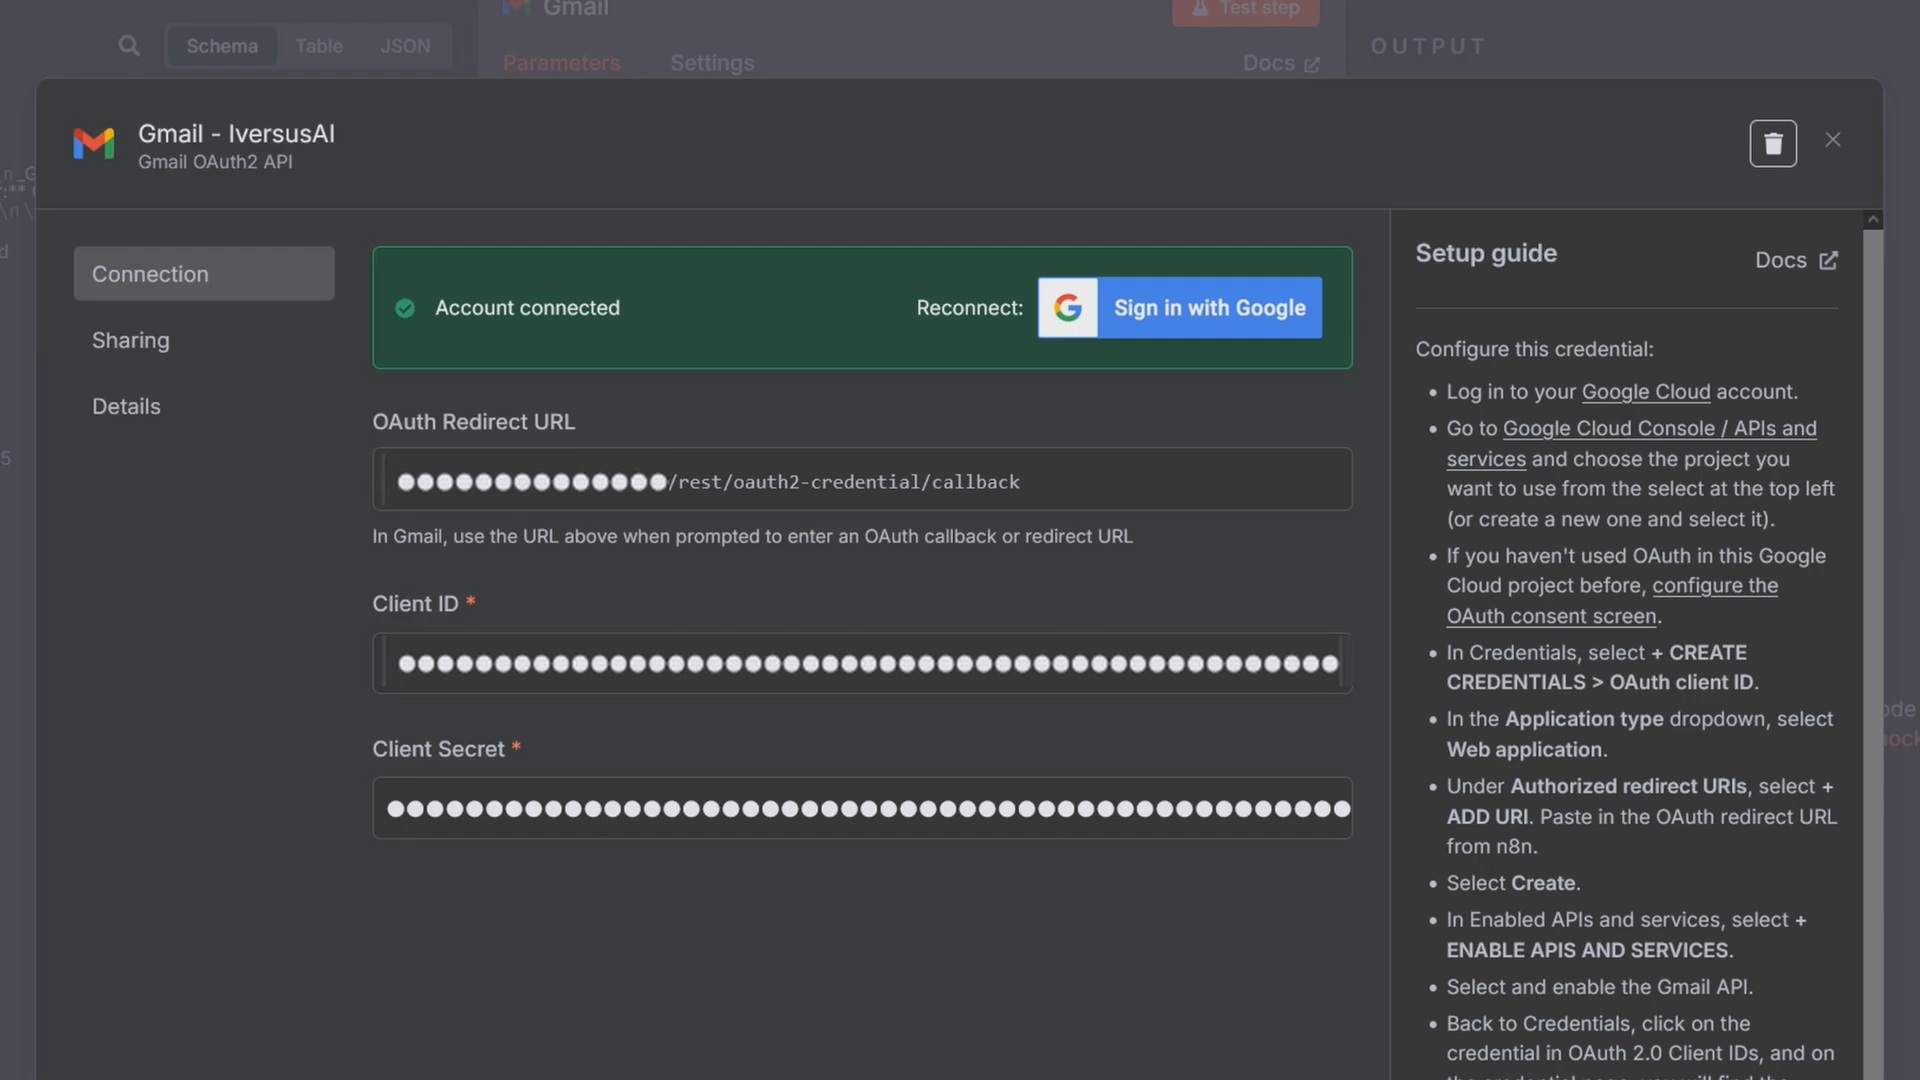 Gmail
Test step
Schema
Table
JSON
OUTPUT
Parameters
Settings
Docs
Gmail - IversusAI
Gmail OAuth2 API
Connection
Sharing
Details
Account connected
Reconnect:
Sign in with Google
OAuth Redirect URL
/rest/oauth2-credential/callback
In Gmail, use the URL above when prompted to enter an OAuth callback or redirect URL
Client ID *
Client Secret *
Setup guide
Docs
Configure this credential:
• Log in to your Google Cloud account.
• Go to Google Cloud Console / APIs and
services and choose the project you
want to use from the select at the top left
(or create a new one and select it).
• If you haven't used OAuth in this Google
Cloud project before, configure the
OAuth consent screen.
• In Credentials, select + CREATE
CREDENTIALS > OAuth client ID.
• In the Application type dropdown, select
Web application.
• Under Authorized redirect URIs, select +
ADD URI. Paste in the OAuth redirect URL
from n8n.
• Select Create.
• In Enabled APIs and services, select +
ENABLE APIS AND SERVICES.
• Select and enable the Gmail API.
• Back to Credentials, click on the
credential in OAuth 2.0 Client IDs, and on